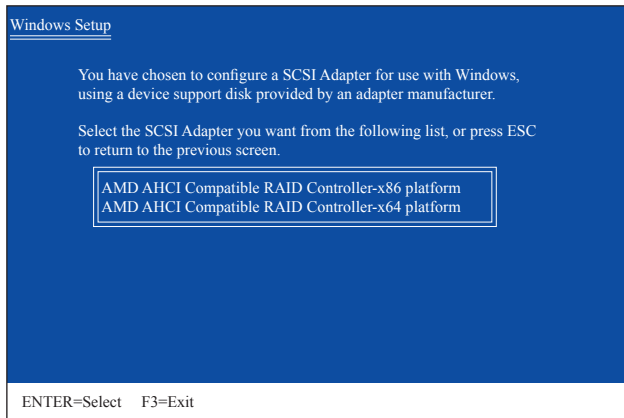 Windows Setup
You have chosen to configure a SCSI Adapter for use with Windows,
using a device support disk provided by an adapter manufacturer.
Select the SCSI Adapter you want from the following list, or press ESC
to return to the previous screen.
AMD AHCI Compatible RAID Controller-x86 platform
AMD AHCI Compatible RAID Controller-x64 platform
ENTER=Select F3=Exit